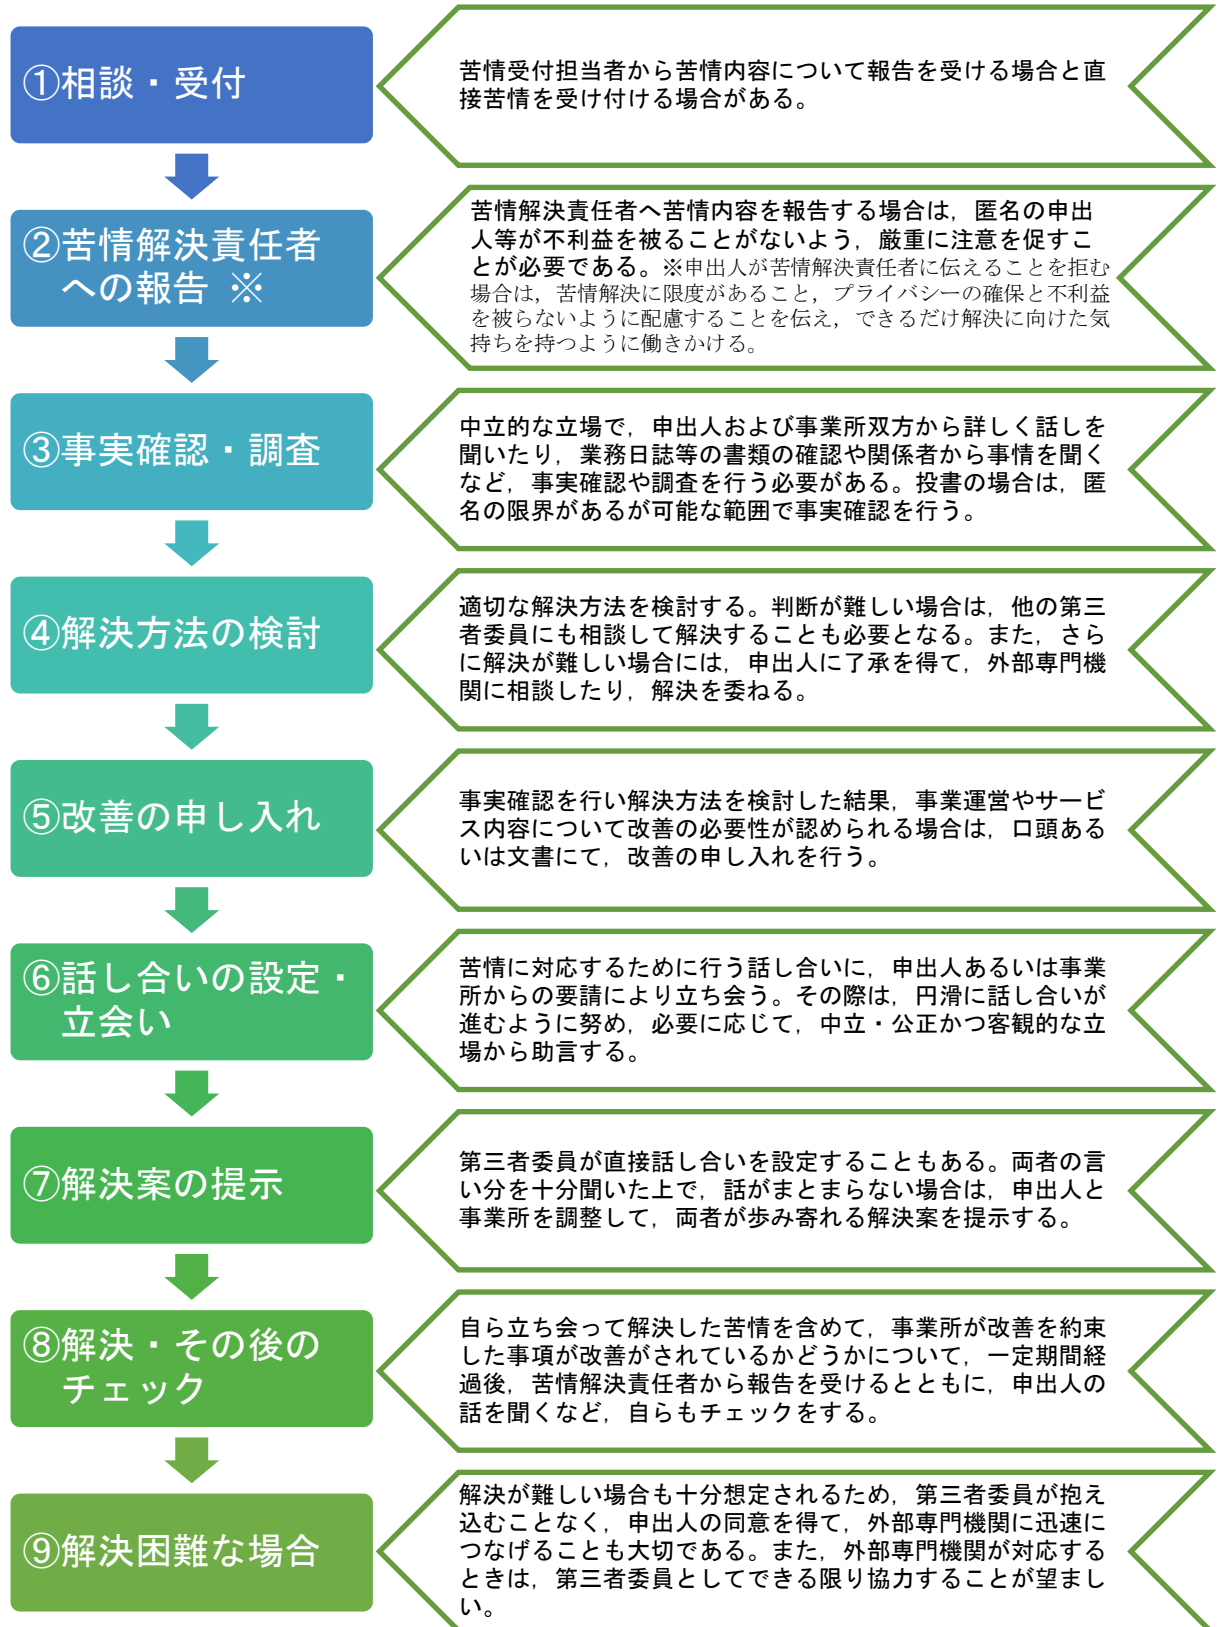 ①相談・受付
苦情受付担当者から苦情内容について報告を受ける場合と直
接苦情を受け付ける場合がある。
②苦情解決責任者
への報告 ※
苦情解決責任者へ苦情内容を報告する場合は，匿名の申出
人等が不利益を被ることがないよう，厳重に注意を促すこ
とが必要である。※申出人が苦情解決責任者に伝えることを拒む
場合は，苦情解決に限度があること，プライバシーの確保と不利益
を被らないように配慮することを伝え，できるだけ解決に向けた気
持ちを持つように働きかける。
③事実確認・調査
中立的な立場で，申出人および事業所双方から詳しく話しを
聞いたり，業務日誌等の書類の確認や関係者から事情を聞く
など，事実確認や調査を行う必要がある。投書の場合は，匿
名の限界があるが可能な範囲で事実確認を行う。
④解決方法の検討
適切な解決方法を検討する。判断が難しい場合は，他の第三
者委員にも相談して解決することも必要となる。また，さら
に解決が難しい場合には，申出人に了承を得て，外部専門機
関に相談したり，解決を委ねる。
⑤改善の申し入れ
事実確認を行い解決方法を検討した結果，事業運営やサービ
ス内容について改善の必要性が認められる場合は，口頭ある
いは文書にて，改善の申し入れを行う。
⑥話し合いの設定・
立会い
苦情に対応するために行う話し合いに，申出人あるいは事業
所からの要請により立ち会う。その際は，円滑に話し合いが
進むように努め，必要に応じて，中立・公正かつ客観的な立
場から助言する。
⑦解決案の提示
第三者委員が直接話し合いを設定することもある。両者の言
い分を十分聞いた上で，話がまとまらない場合は，申出人と
事業所を調整して，両者が歩み寄れる解決案を提示する。
⑧解決・その後の
チェック
自ら立ち会って解決した苦情を含めて，事業所が改善を約束
した事項が改善がされているかどうかについて，一定期間経
過後，苦情解決責任者から報告を受けるとともに，申出人の
話を聞くなど，自らもチェックをする。
⑨解決困難な場合
解決が難しい場合も十分想定されるため，第三者委員が抱え
込むことなく，申出人の同意を得て，外部専門機関に迅速に
つなげることも大切である。また，外部専門機関が対応する
ときは，第三者委員としてできる限り協力することが望まし
い。